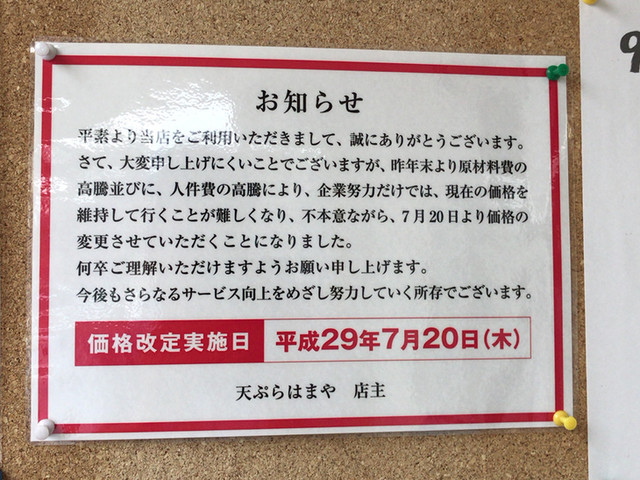 お知らせ
平素より当店をご利用いただきまして、誠にありがとうございます。
さて、大変申し上げにくいことでございますが、昨年末より原材料費の
高騰並びに、人件費の高騰により、企業努力だけでは、現在の価格を
維持して行くことが難しくなり、不本意ながら、7月20日より価格の
変更させていただくことになりました。
何卒ご理解いただけますようお願い申し上げます。
今後もさらなるサービス向上をめざし努力していく所存でございます。
価格改定実施日 平成29年7月20日(木)
天ぷらはまや 店主